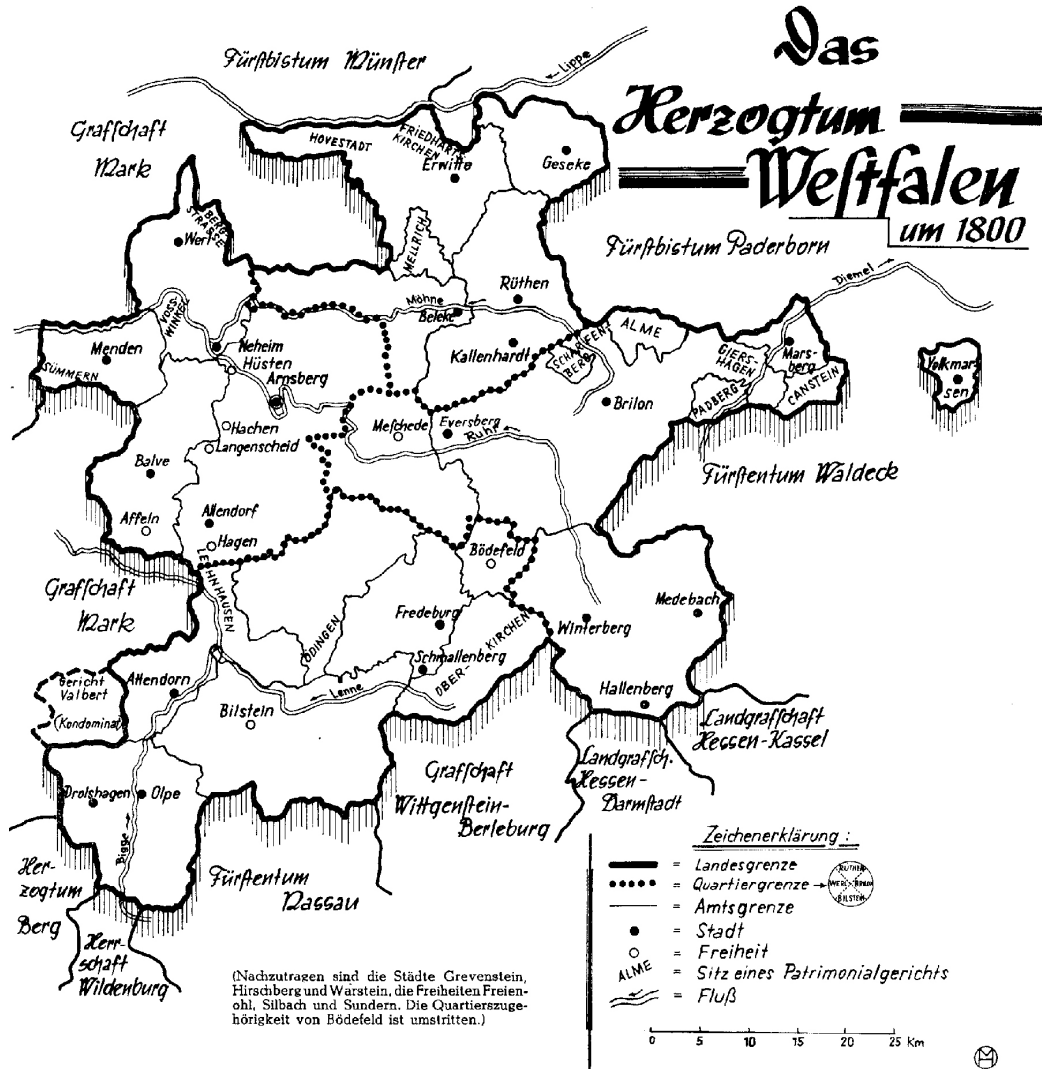 Das
Herzogtum
Westfalen
um 1800
Fürstbistum Münster
Lippe
Grafschaft
Mark
HOVESTADT
FRIEDHARTS-
KIRCHEN
Erwitte
Geseke
BERG-
STRASSE
Werl
MELLRICH
Fürstbistum Paderborn
Diemel
Rüthen
Möhne
Beleke
VOSS-
WINKEL
Neheim
Hüsten
Menden
SÜMMERN
Arnsberg
Kallenhardt
SCHARFEN-
BERG
ALME
GIERS-
HAGEN
Mars-
berg
PADBERG
CANSTEIN
Volkmar-
sen
Brilon
Hachen
Langenscheid
Meschede
Eversberg
Ruhr
Balve
Affeln
Allendorf
Hagen
Fürstentum Waldeck
Bödefeld
LEHNHAUSEN
Grafschaft
Mark
ÖDINGEN
Fredeburg
OBER-
KIRCHEN
Winterberg
Medebach
Schmallenberg
Gericht
Valbert
(Kondominat)
Attendorn
Lenne
Bilstein
Hallenberg
Landgrafschaft
Hessen-Kassel
Landgrafsch.
Hessen-
Darmstadt
Grafschaft
Wittgenstein-
Berleburg
Drolshagen
Olpe
Bigge
Her-
zogtum
Berg
Fürstentum
Nassau
Herr-
schaft
Wildenburg
(Nachzutragen sind die Städte Grevenstein,
Hirschberg und Warstein, die Freiheiten Freien-
ohl, Silbach und Sundern. Die Quartierszuge-
hörigkeit von Bödefeld ist umstritten.)
Zeichenerklärung :
= Landesgrenze
= Quartiergrenze
RÜTHEN
WERL BRILON
BILSTEIN
= Amtsgrenze
= Stadt
= Freiheit
ALME = Sitz eines Patrimonialgerichts
= Fluß
0 5 10 15 20 25 Km